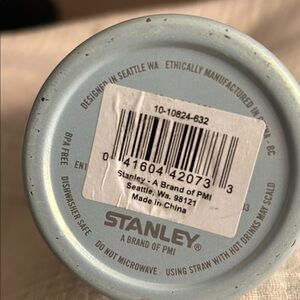 DESIGNED IN SEATTLE WA
ETHICALLY MANUFACTURED IN
- BC
10-10824-632
0 41604 42073 3
Stanley - A Brand of PMI
Seattle, Wa. 98121
Made in China
STANLEY®
A BRAND OF PMI
BPA FREE
DISHWASHER SAFE
DO NOT MICROWAVE
USING STRAW WITH HOT DRINKS MAY SCALD